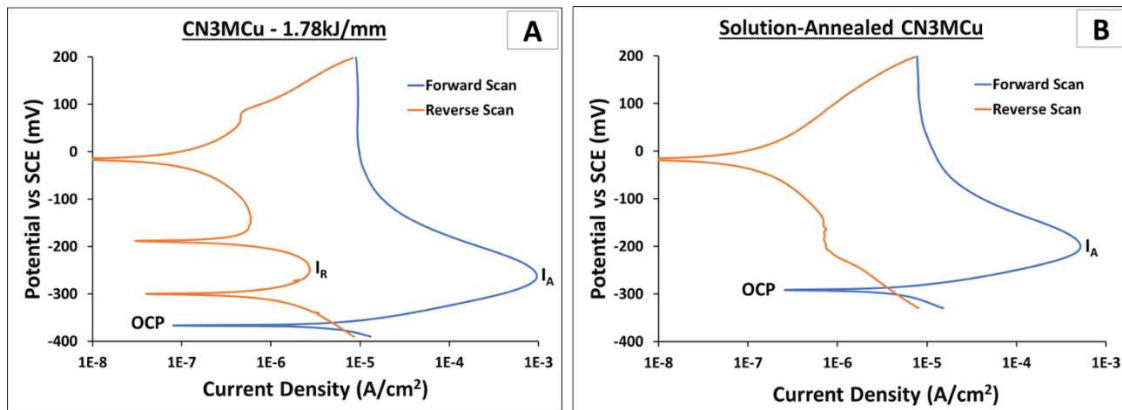 CN3MCu - 1.78kJ/mm
A
200
100
0
-100
-200
-300
-400
Potential vs SCE (mV)
Forward Scan
Reverse Scan
I_R
I_A
OCP
1E-8 1E-7 1E-6 1E-5 1E-4 1E-3
Current Density (A/cm²)
Solution-Annealed CN3MCu
B
200
100
0
-100
-200
-300
-400
Potential vs SCE (mV)
Forward Scan
Reverse Scan
I_A
OCP
1E-8 1E-7 1E-6 1E-5 1E-4 1E-3
Current Density (A/cm²)